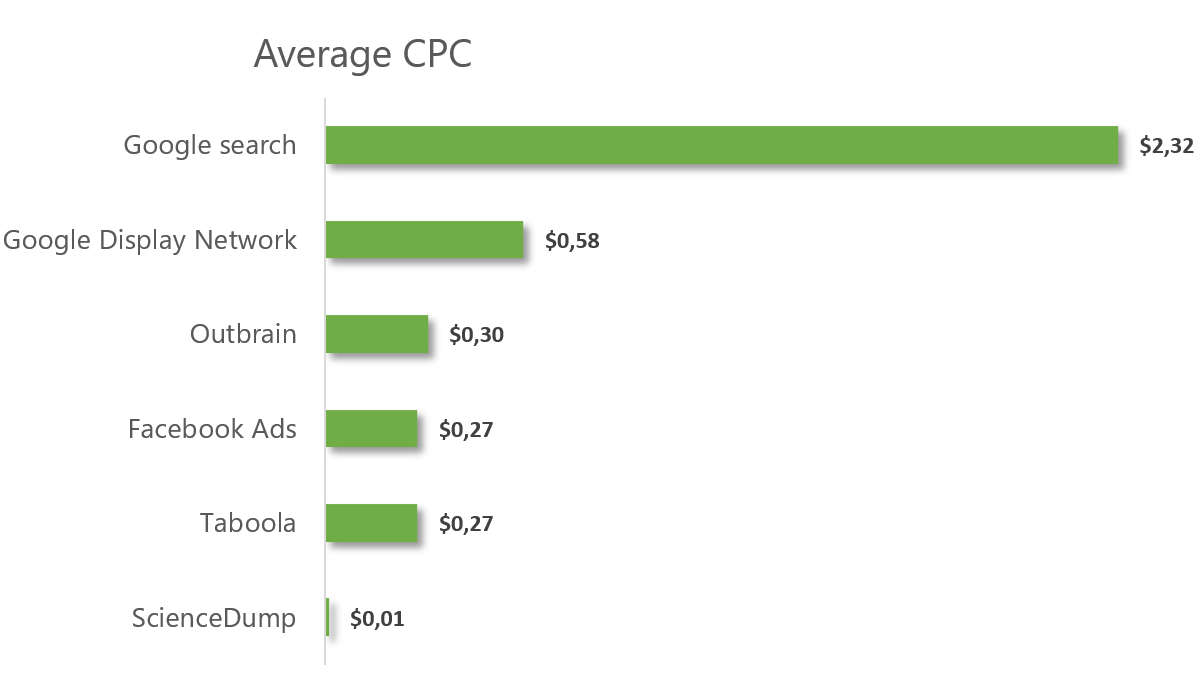 Average CPC
Google search $2,32
Google Display Network $0,58
Outbrain $0,30
Facebook Ads $0,27
Taboola $0,27
ScienceDump $0,01